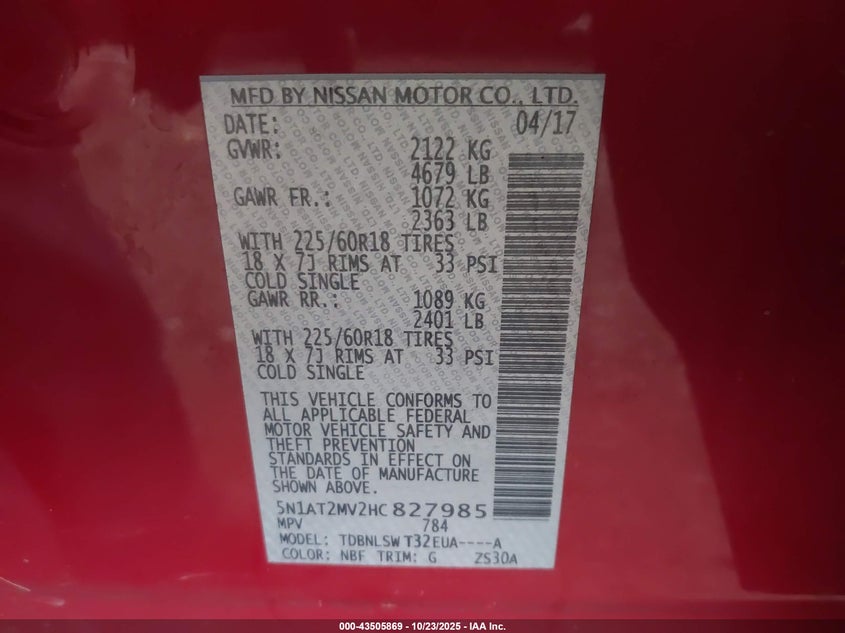 MFD BY NISSAN MOTOR CO., LTD.
DATE: 04/17
GVWR: 2122 KG
4679 LB
GAWR FR.: 1072 KG
2363 LB
WITH 225/60R18 TIRES
18 X 7J RIMS AT 33 PSI
COLD SINGLE
GAWR RR.: 1089 KG
2401 LB
WITH 225/60R18 TIRES
18 X 7J RIMS AT 33 PSI
COLD SINGLE
THIS VEHICLE CONFORMS TO
ALL APPLICABLE FEDERAL
MOTOR VEHICLE SAFETY AND
THEFT PREVENTION
STANDARDS IN EFFECT ON
THE DATE OF MANUFACTURE
SHOWN ABOVE.
5N1AT2MV2HC827985
MPV 784
MODEL: TDBNLSW T32EUA----A
COLOR: NBF TRIM: G ZS30A
000-43505869 - 10/23/2025 - IAA Inc.